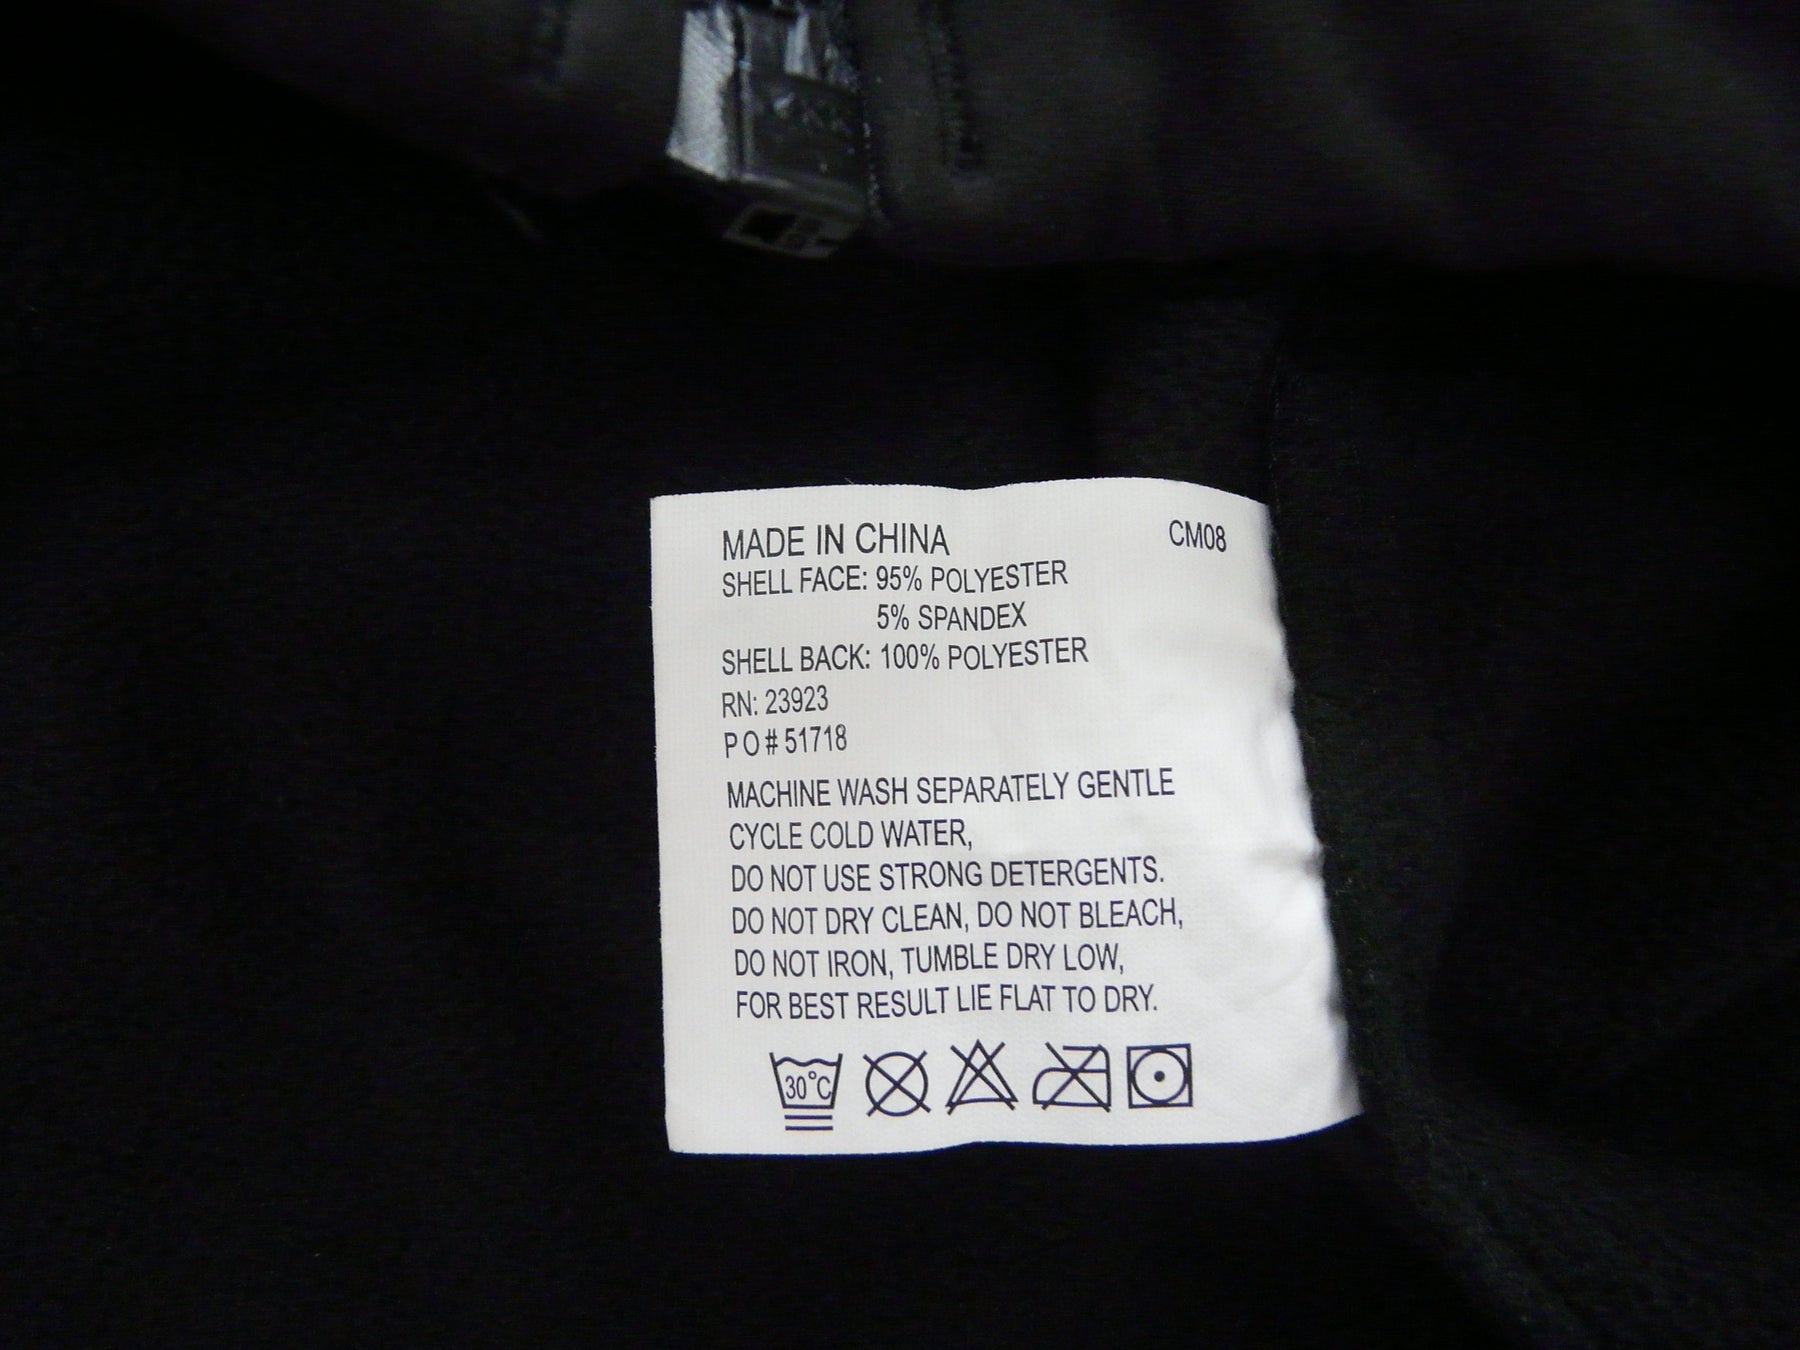 MADE IN CHINA CM08
SHELL FACE: 95% POLYESTER
5% SPANDEX
SHELL BACK: 100% POLYESTER
RN: 23923
PO# 51718
MACHINE WASH SEPARATELY GENTLE
CYCLE COLD WATER,
DO NOT USE STRONG DETERGENTS.
DO NOT DRY CLEAN, DO NOT BLEACH,
DO NOT IRON, TUMBLE DRY LOW,
FOR BEST RESULT LIE FLAT TO DRY.
30°C